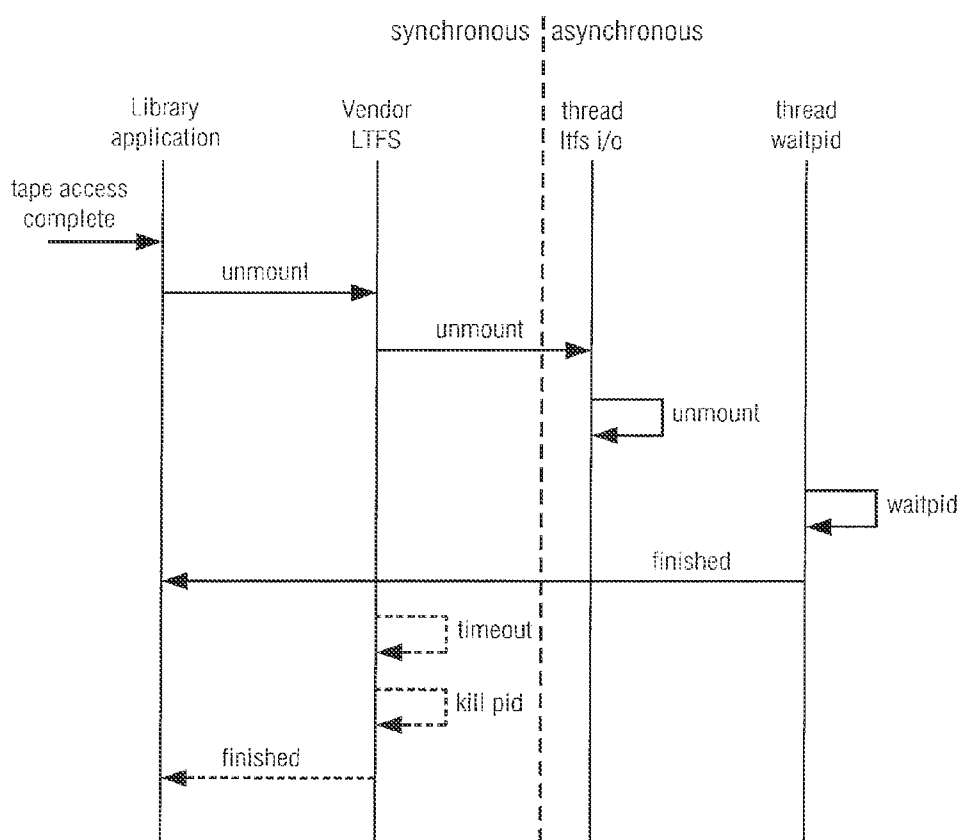 synchronous
asynchronous
Library
application
Vendor
LTFS
thread
ltfs i/o
thread
waitpid
tape access
complete
unmount
unmount
unmount
waitpid
finished
timeout
kill pid
finished